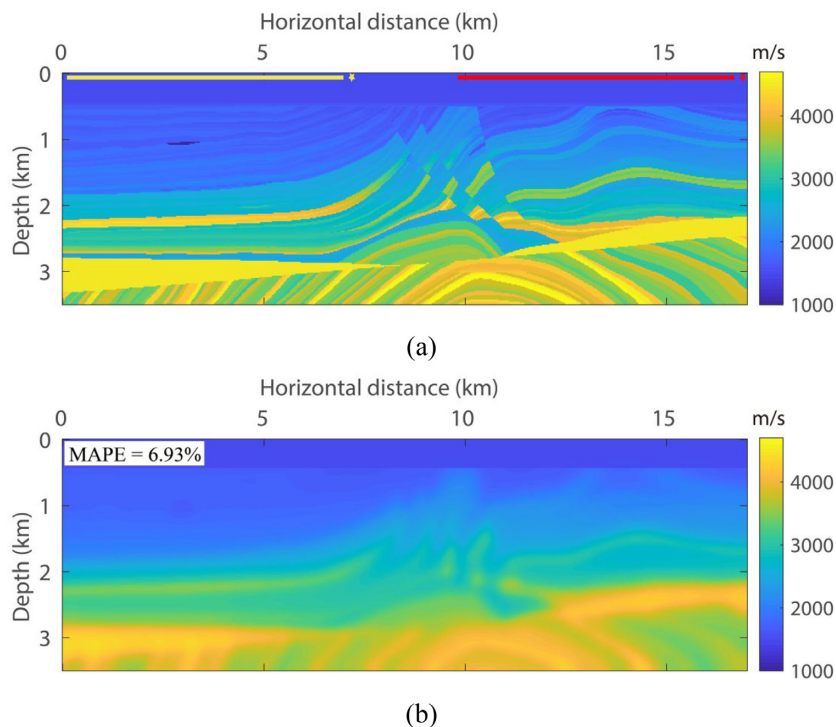 Horizontal distance (km)
0 5 10 15
m/s
0
1
2
3
Depth (km)
4000
3000
2000
1000
(a)
Horizontal distance (km)
0 5 10 15
m/s
0
MAPE = 6.93%
1
2
3
Depth (km)
4000
3000
2000
1000
(b)